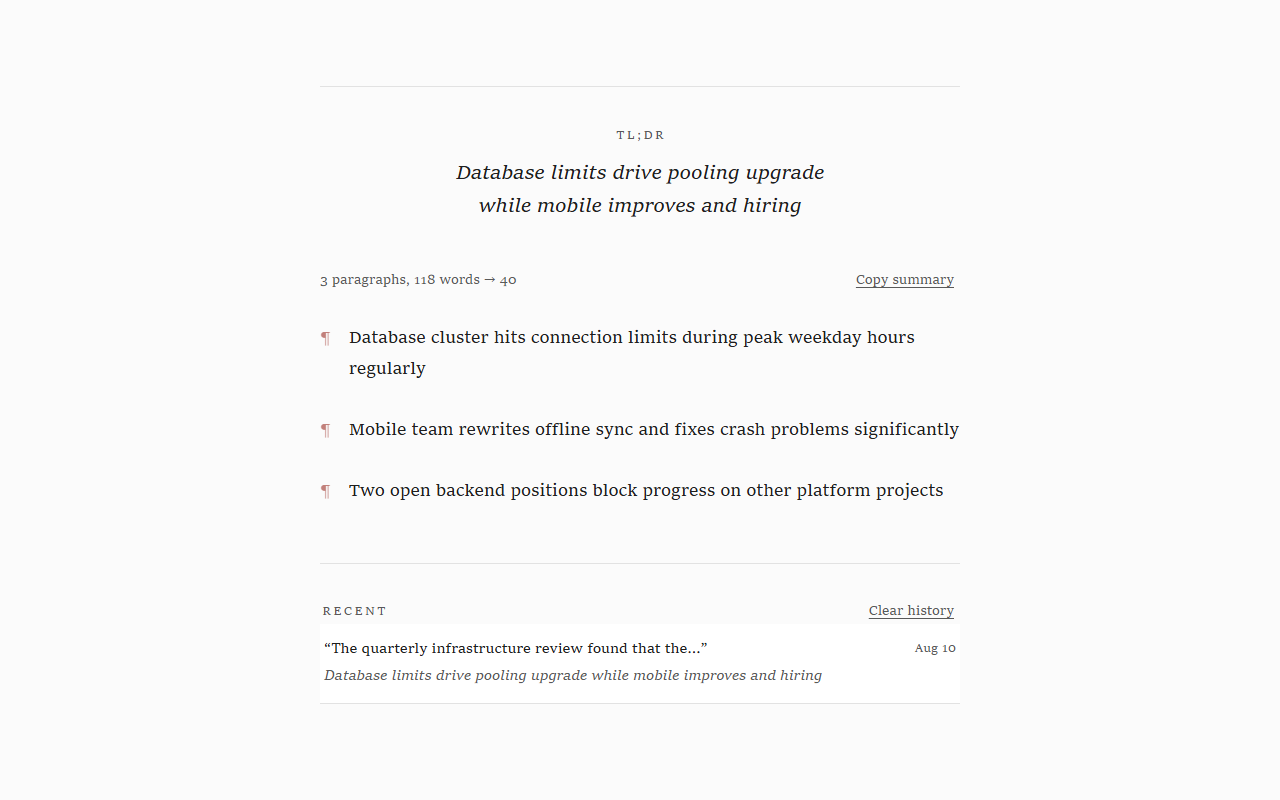 TL;DR
Database limits drive pooling upgrade
while mobile improves and hiring
3 paragraphs, 118 words → 40
Copy summary
¶ Database cluster hits connection limits during peak weekday hours
regularly
¶ Mobile team rewrites offline sync and fixes crash problems significantly
¶ Two open backend positions block progress on other platform projects
RECENT
Clear history
“The quarterly infrastructure review found that the…”
Aug 10
Database limits drive pooling upgrade while mobile improves and hiring